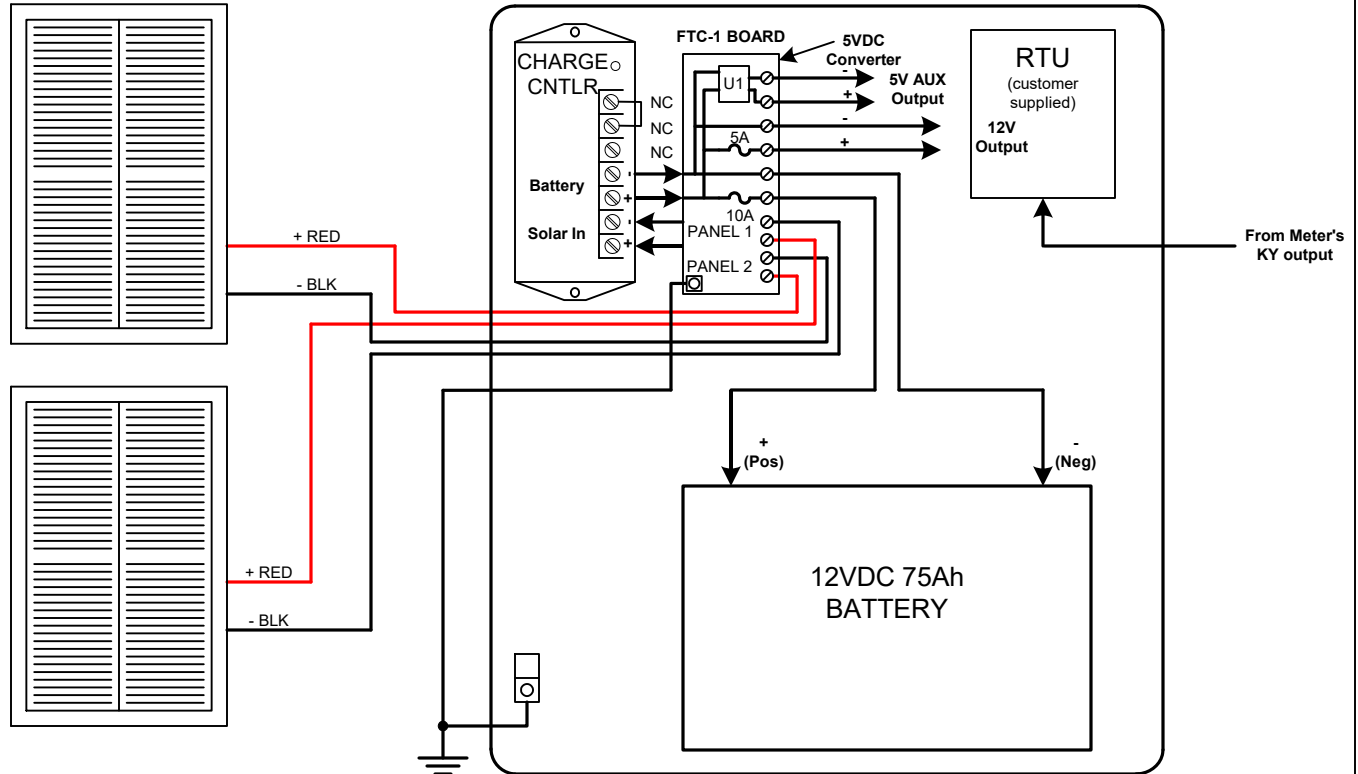 FTC-1 BOARD
5VDC
Converter
CHARGE
CNTLR
NC
NC
NC
Battery
-
+
Solar In
-
+
U1
5A
10A
PANEL 1
PANEL 2
-
+
5V AUX
Output
-
+
12V
Output
RTU
(customer
supplied)
From Meter's
KY output
+ RED
- BLK
+ RED
- BLK
+
(Pos)
-
(Neg)
12VDC 75Ah
BATTERY